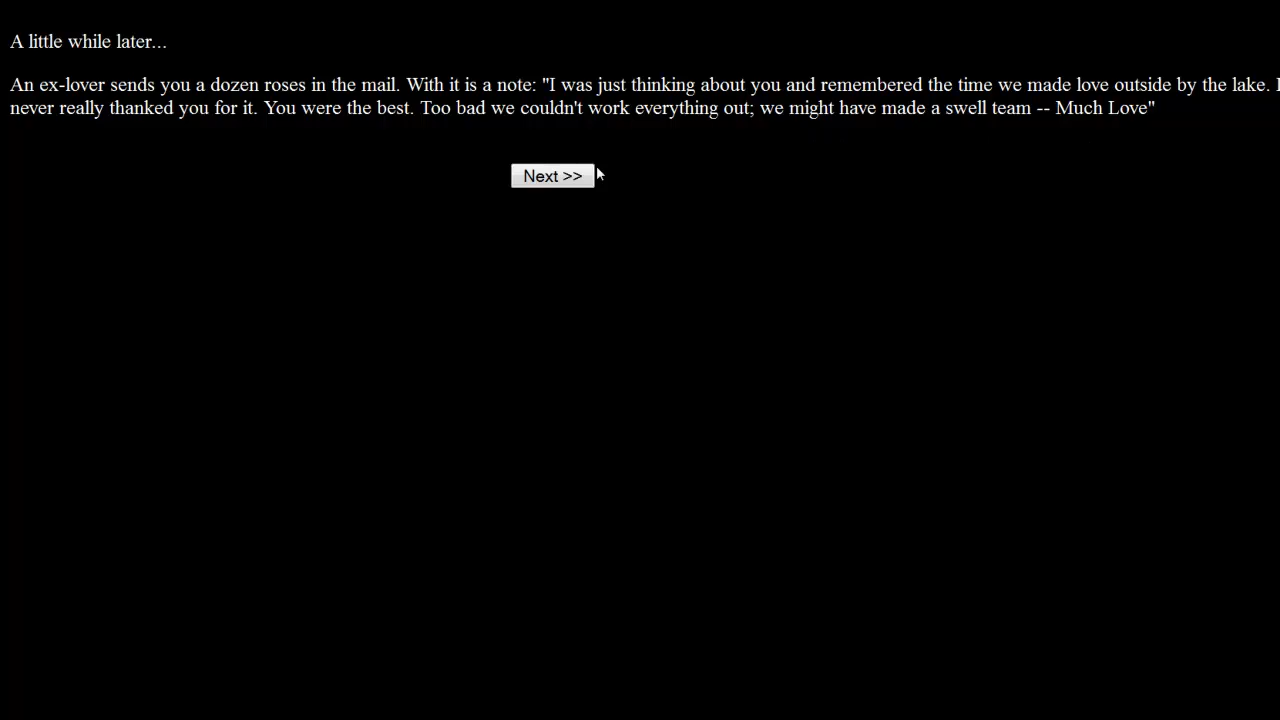 A little while later...
An ex-lover sends you a dozen roses in the mail. With it is a note: "I was just thinking about you and remembered the time we made love outside by the lake. I
never really thanked you for it. You were the best. Too bad we couldn't work everything out; we might have made a swell team -- Much Love"
Next >>